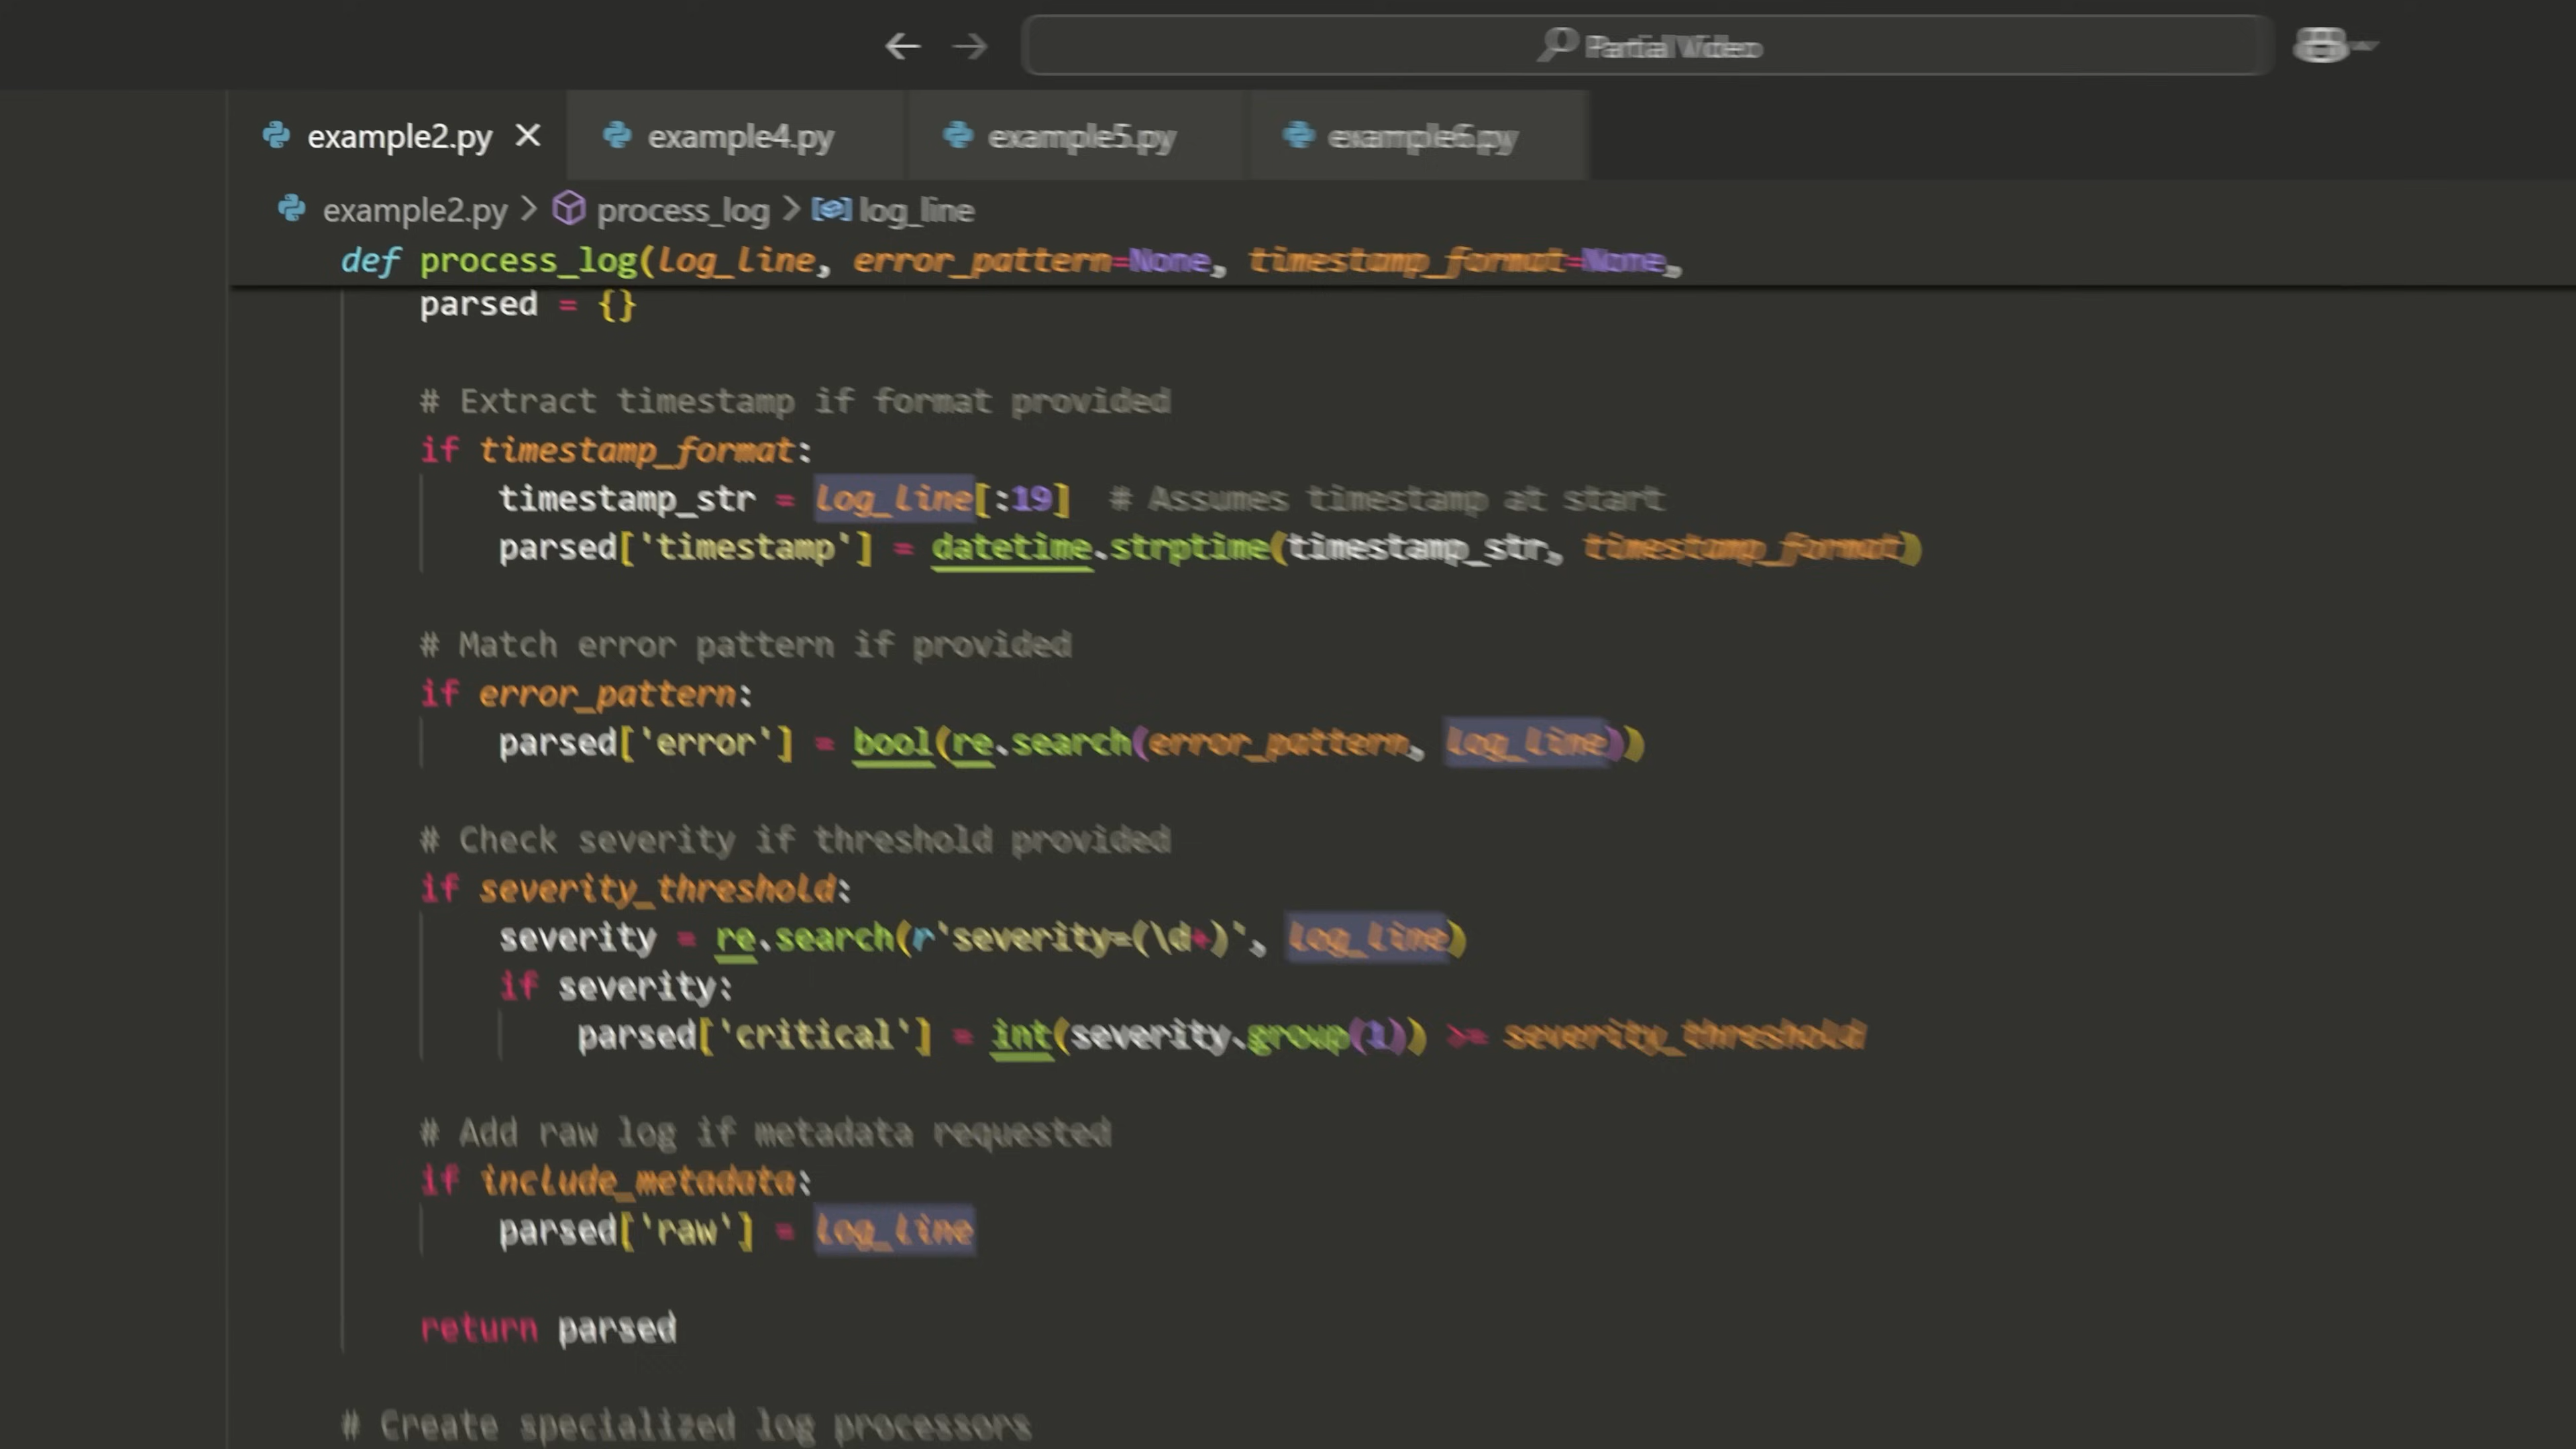 Partial Video
example2.py example4.py example5.py example6.py
example2.py > process_log > log_line
def process_log(log_line, error_pattern=None, timestamp_format=None,
parsed = {}
# Extract timestamp if format provided
if timestamp_format:
timestamp_str = log_line[:19]  # Assumes timestamp at start
parsed['timestamp'] = datetime.strptime(timestamp_str, timestamp_format)
# Match error pattern if provided
if error_pattern:
parsed['error'] = bool(re.search(error_pattern, log_line))
# Check severity if threshold provided
if severity_threshold:
severity = re.search(r'severity=(\d+)', log_line)
if severity:
parsed['critical'] = int(severity.group(1)) >= severity_threshold
# Add raw log if metadata requested
if include_metadata:
parsed['raw'] = log_line
return parsed
# Create specialized log processors